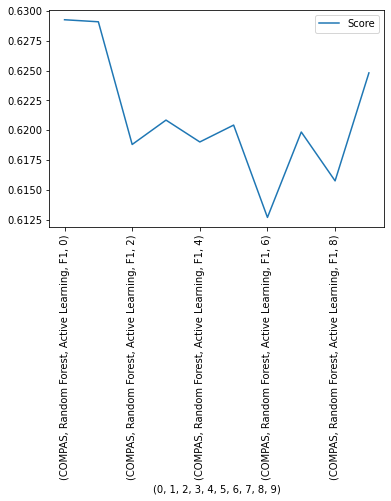 0.6300
0.6275
0.6250
0.6225
0.6200
0.6175
0.6150
0.6125
Score
(COMPAS, Random Forest, Active Learning, F1, 0)
(COMPAS, Random Forest, Active Learning, F1, 2)
(COMPAS, Random Forest, Active Learning, F1, 4)
(COMPAS, Random Forest, Active Learning, F1, 6)
(COMPAS, Random Forest, Active Learning, F1, 8)
(0, 1, 2, 3, 4, 5, 6, 7, 8, 9)